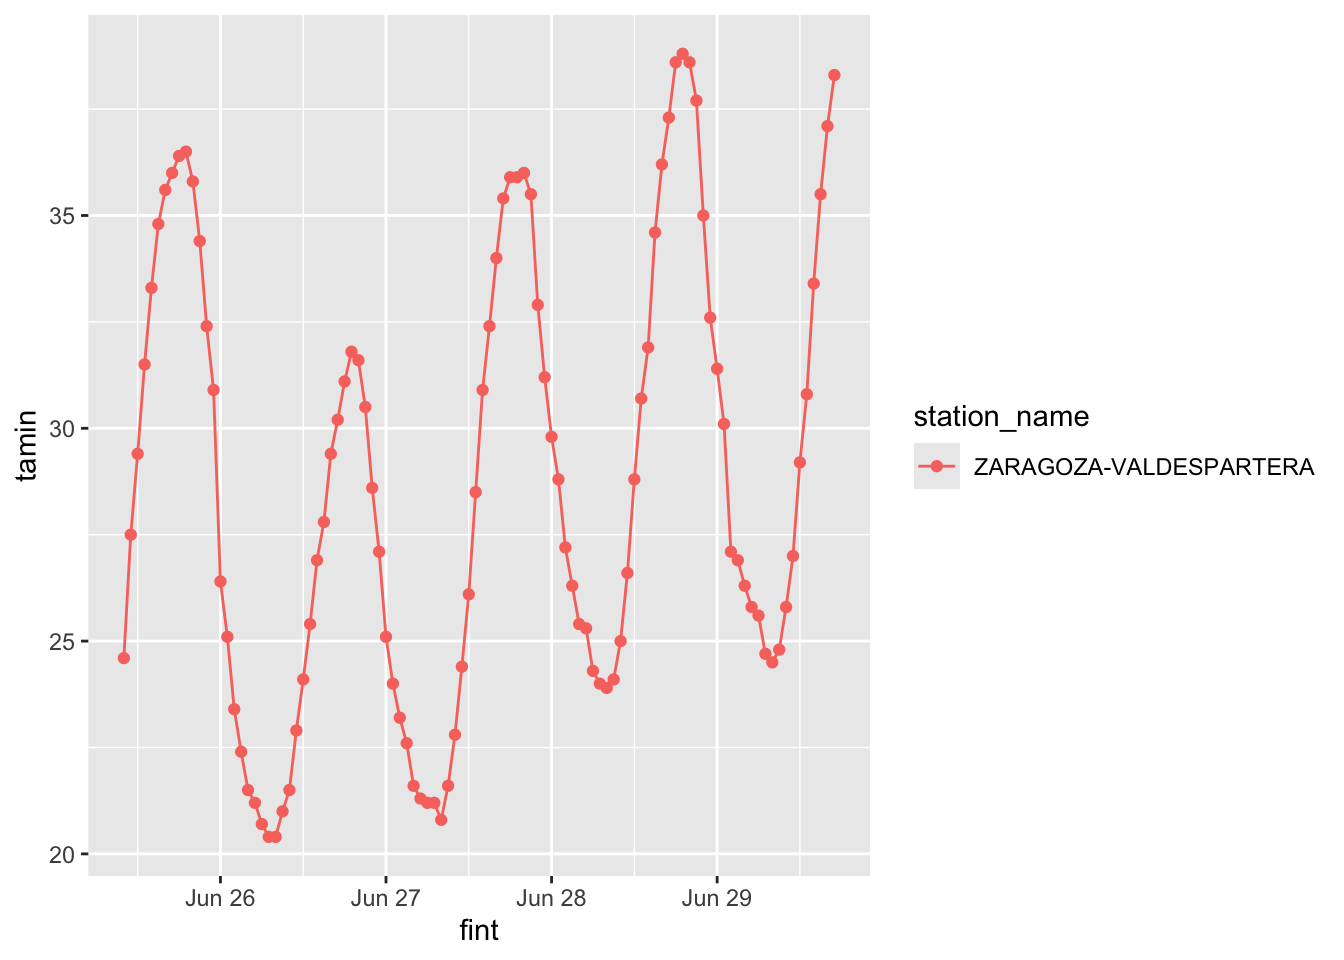 tamin
35
30
25
20
Jun 26
Jun 27
Jun 28
Jun 29
fint
station_name
ZARAGOZA-VALDESPARTERA